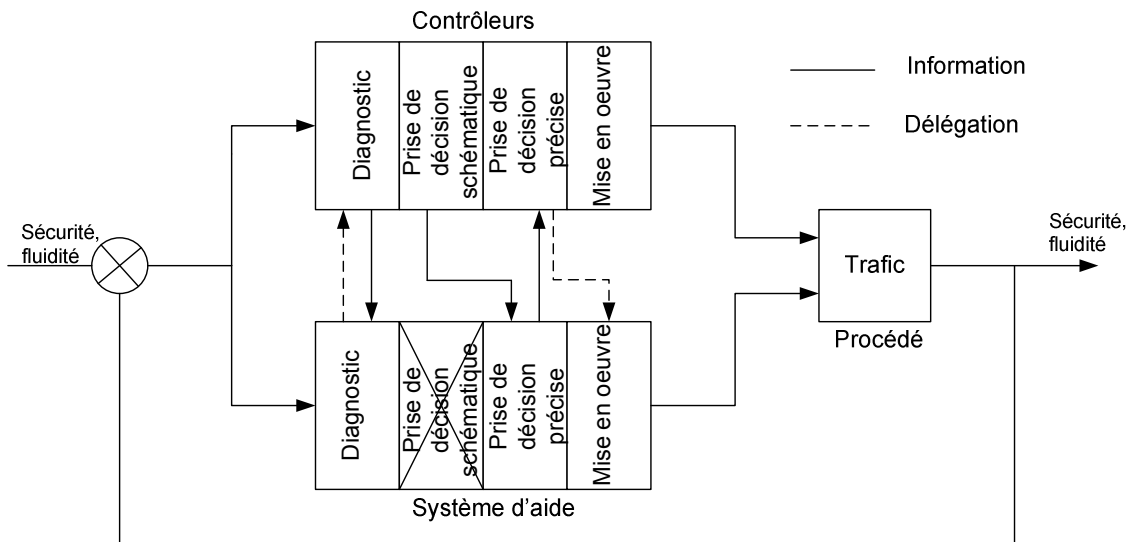 Contrôleurs
Diagnostic
Prise de
décision
schématique
Prise de
décision
précise
Mise en oeuvre
Information
Délégation
Sécurité,
fluidité
Trafic
Procédé
Sécurité,
fluidité
Diagnostic
Prise de
décision
schématique
Prise de
décision
précise
Mise en oeuvre
Système d'aide